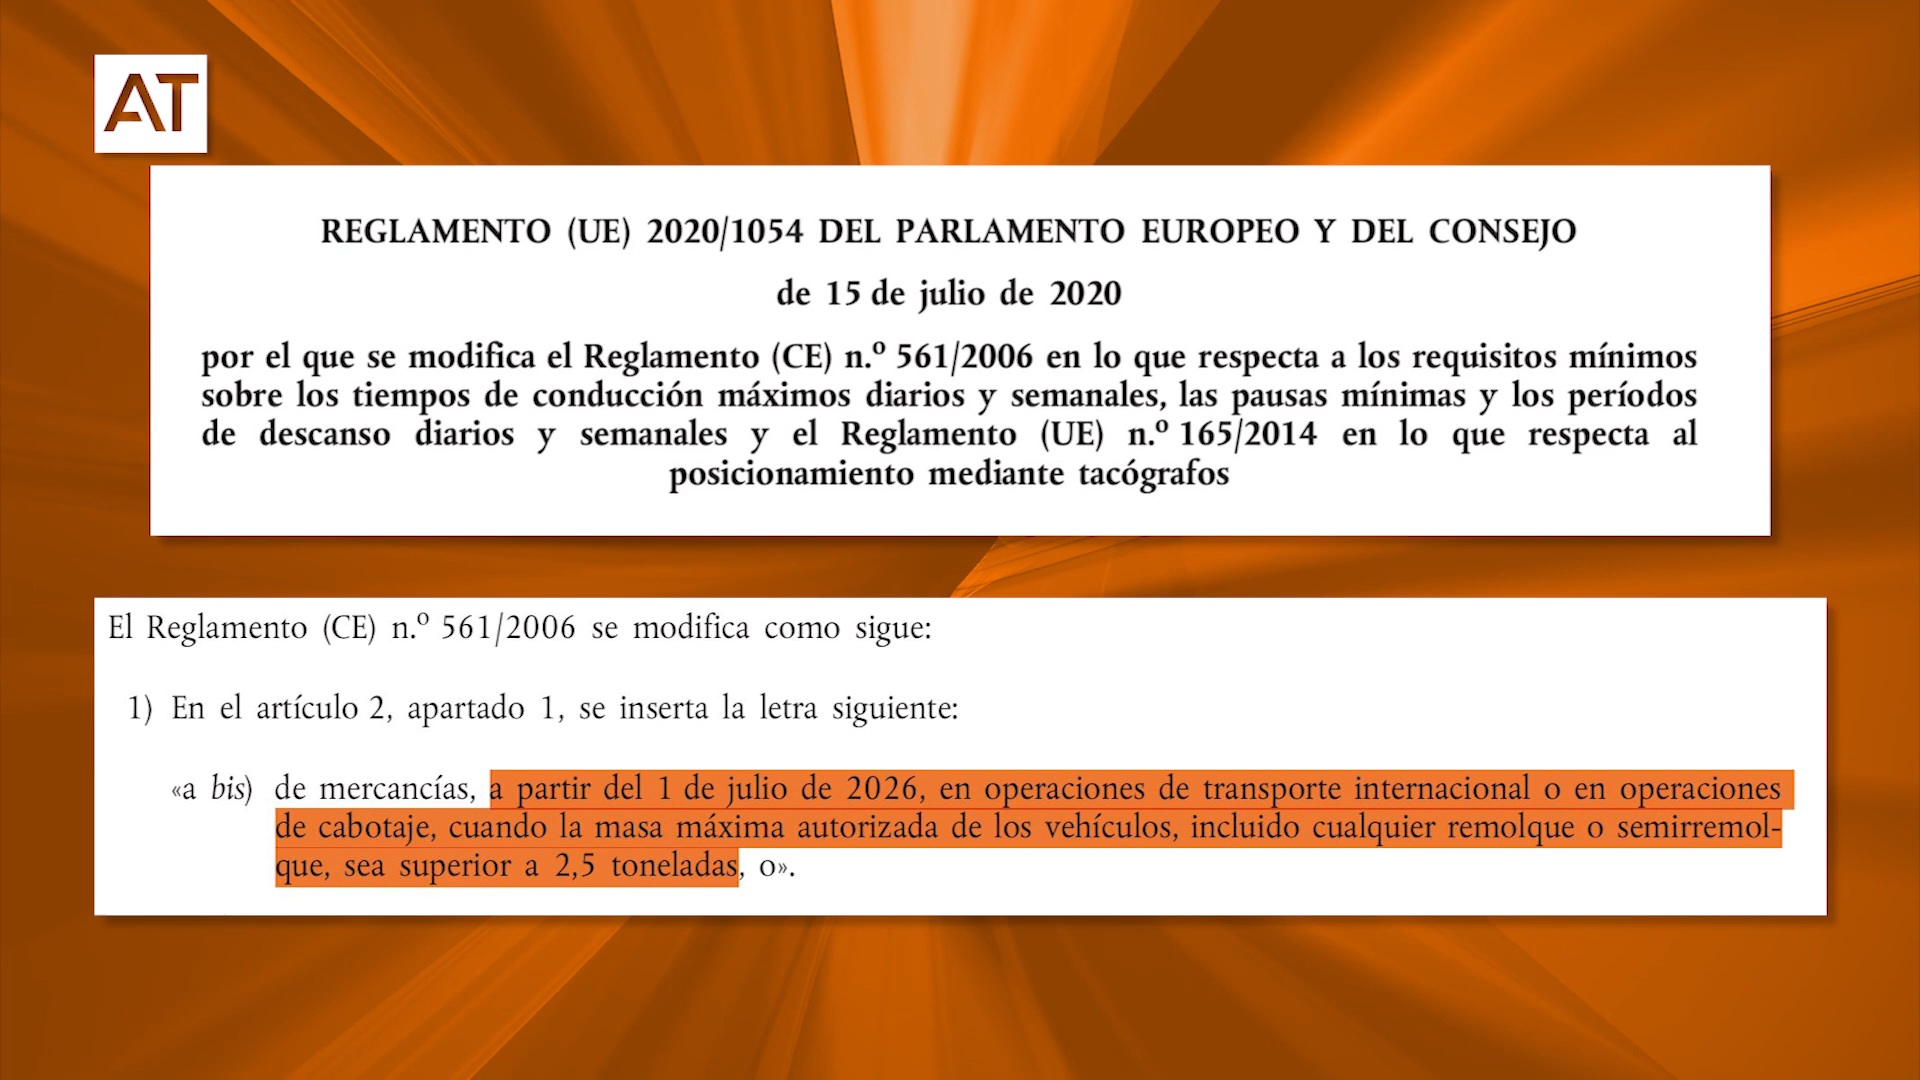 AT
REGLAMENTO (UE) 2020/1054 DEL PARLAMENTO EUROPEO Y DEL CONSEJO
de 15 de julio de 2020
por el que se modifica el Reglamento (CE) n.º 561/2006 en lo que respecta a los requisitos mínimos
sobre los tiempos de conducción máximos diarios y semanales, las pausas mínimas y los períodos
de descanso diarios y semanales y el Reglamento (UE) n.º 165/2014 en lo que respecta al
posicionamiento mediante tacógrafos
El Reglamento (CE) n.º 561/2006 se modifica como sigue:
1) En el artículo 2, apartado 1, se inserta la letra siguiente:
«a bis) de mercancías, a partir del 1 de julio de 2026, en operaciones de transporte internacional o en operaciones
de cabotaje, cuando la masa máxima autorizada de los vehículos, incluido cualquier remolque o semirremol-
que, sea superior a 2,5 toneladas, o».